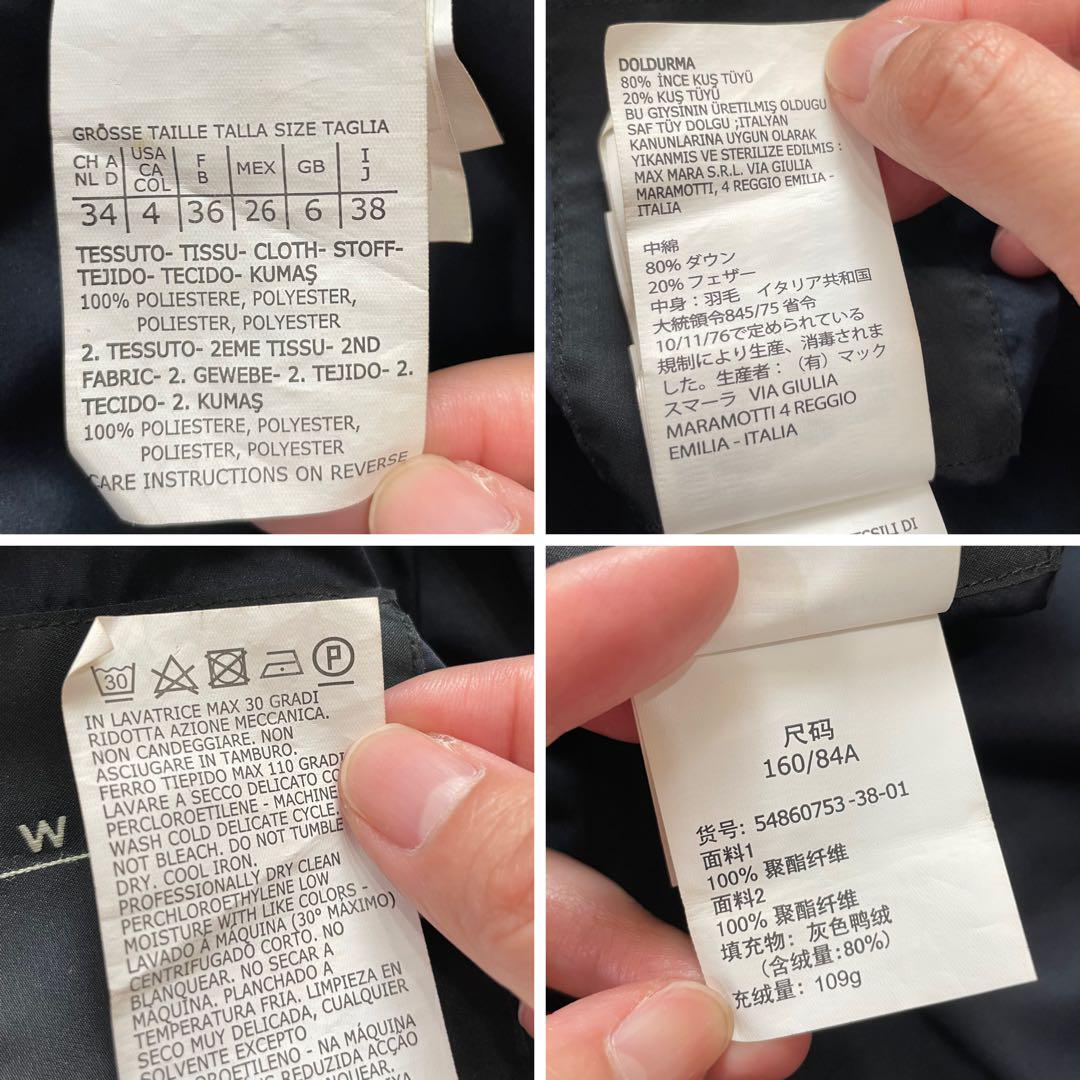 GRÖSSE TAILLE TALLA SIZE TAGLIA
CH A NL D
USA CA COL
F B
MEX
GB
I J
34 4 36 26 6 38
TESSUTO- TISSU- CLOTH- STOFF-
TEJIDO- TECIDO- KUMAŞ
100% POLIESTERE, POLYESTER,
POLIESTER, POLYESTER
2. TESSUTO- 2EME TISSU- 2ND
FABRIC- 2. GEWEBE- 2. TEJIDO- 2.
TECIDO- 2. KUMAŞ
100% POLIESTERE, POLYESTER,
POLIESTER, POLYESTER
CARE INSTRUCTIONS ON REVERSE
DOLDURMA
80% İNCE KUŞ TÜYÜ
20% KUŞ TÜYÜ
BU GIYSİNIN ÜRETILMIŞ OLDUGU
SAF TÜY DOLGU ;ITALYAN
KANUNLARINA UYGUN OLARAK
YIKANMIS VE STERILIZE EDILMIS :
MAX MARA S.R.L. VIA GIULIA
MARAMOTTI, 4 REGGIO EMILIA -
ITALIA
中綿
80% ダウン
20% フェザー
中身：羽毛 イタリア共和国
大統領令845/75 省令
10/11/76で定められている
規制により生産、消毒されま
した。生産者：（有）マック
スマーラ VIA GIULIA
MARAMOTTI 4 REGGIO
EMILIA - ITALIA
DI
30
P
IN LAVATRICE MAX 30 GRADI
RIDOTTA AZIONE MECCANICA.
NON CANDEGGIARE. NON
ASCIUGARE IN TAMBURO.
FERRO TIEPIDO MAX 110 GRADI
LAVARE A SECCO DELICATO CO
PERCLOROETILENE - MACHINE
WASH COLD DELICATE CYCLE.
NOT BLEACH. DO NOT TUMBLE
DRY. COOL IRON.
PROFESSIONALLY DRY CLEAN
PERCHLOROETHYLENE LOW
MOISTURE WITH LIKE COLORS -
LAVADO A MÁQUINA (30° MÁXIMO)
CENTRIFUGADO CORTO. NO
BLANQUEAR. NO SECAR A
MÁQUINA. PLANCHADO A
TEMPERATURA FRIA. LIMPIEZA EN
SECO MUY DELICADA, CUALQUIER
SOLVENTE EXCEPTO.
- NA MÁQUINA
REDUZIDA ACÇÃO
W
尺码
160/84A
货号: 54860753-38-01
面料1
100% 聚酯纤维
面料2
100% 聚酯纤维
填充物: 灰色鸭绒
(含绒量:80%)
充绒量: 109g